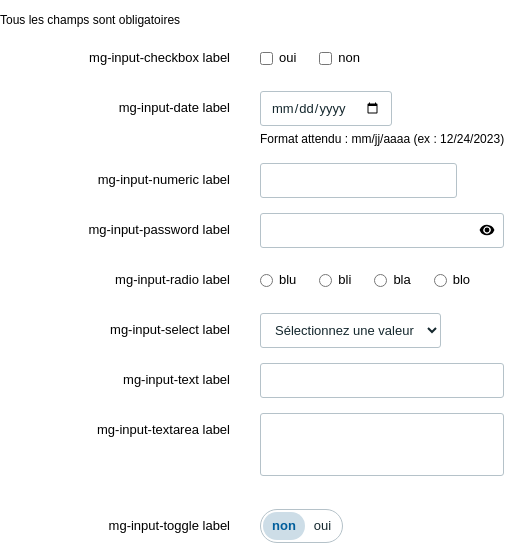 Tous les champs sont obligatoires
mg-input-checkbox label oui non
mg-input-date label mm/dd/yyyy
Format attendu : mm/jj/aaaa (ex : 12/24/2023)
mg-input-numeric label
mg-input-password label
mg-input-radio label blu bli bla blo
mg-input-select label Sélectionnez une valeur
mg-input-text label
mg-input-textarea label
mg-input-toggle label non oui